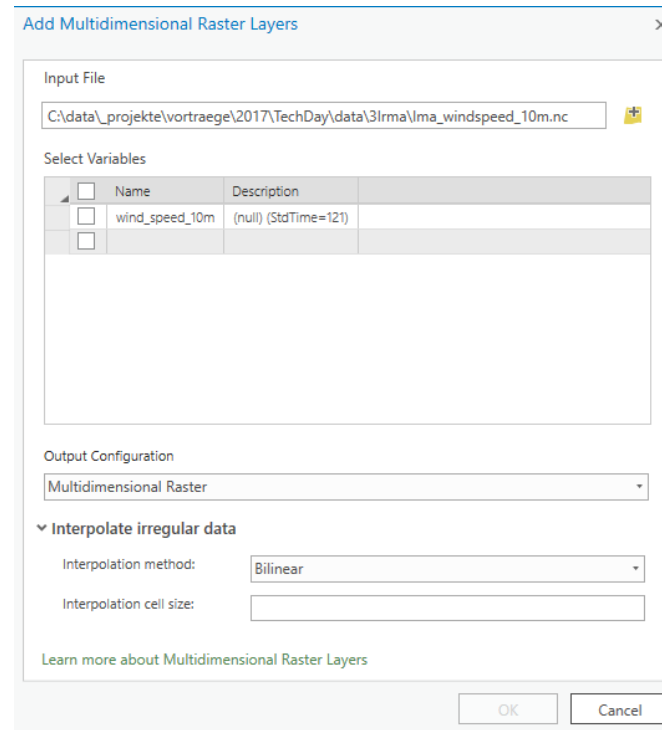 Add Multidimensional Raster Layers
Input File
C:\data\_projekte\vortraege\2017\TechDay\data\3Irma\Ima_windspeed_10m.nc
Select Variables
Name Description
wind_speed_10m (null) (StdTime=121)
Output Configuration
Multidimensional Raster
Interpolate irregular data
Interpolation method: Bilinear
Interpolation cell size:
Learn more about Multidimensional Raster Layers
OK Cancel